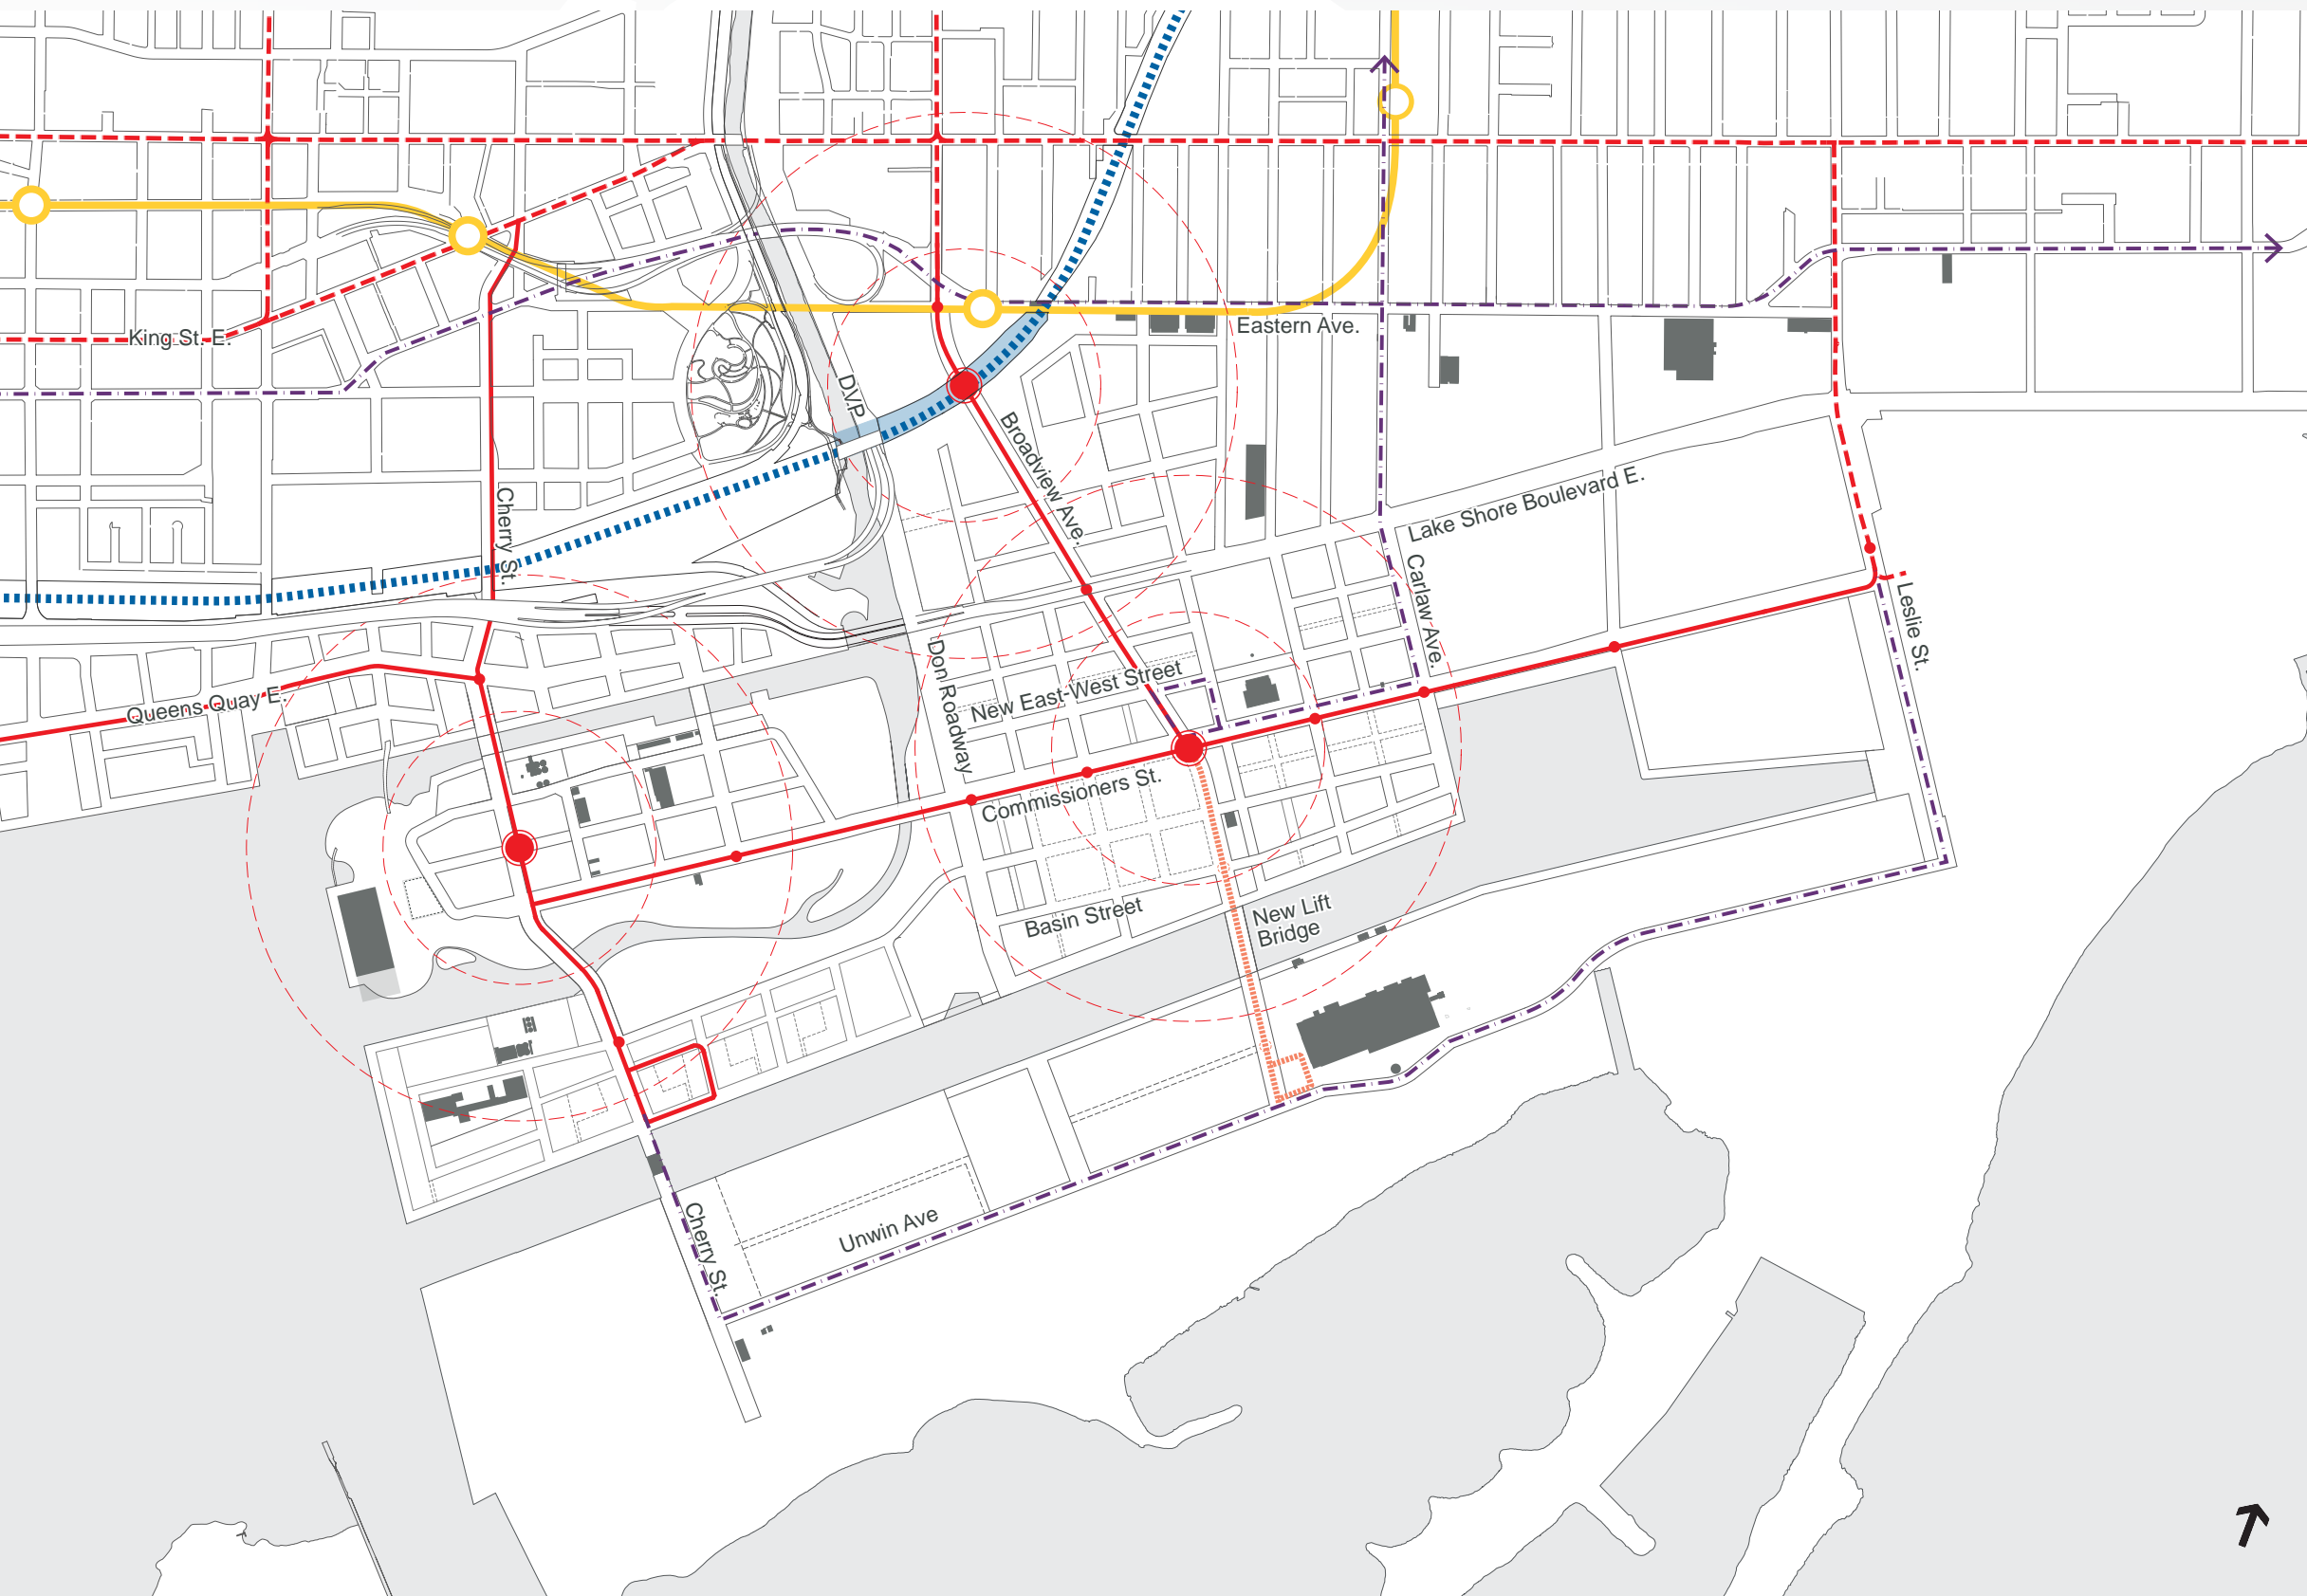 King St. E.
Eastern Ave.
DVP
Broadview Ave.
Cherry St.
Lake Shore Boulevard E.
Carlaw Ave.
Leslie St.
Don Roadway
New East-West Street
Queens Quay E.
Commissioners St.
Basin Street
New Lift
Bridge
Cherry St.
Unwin Ave